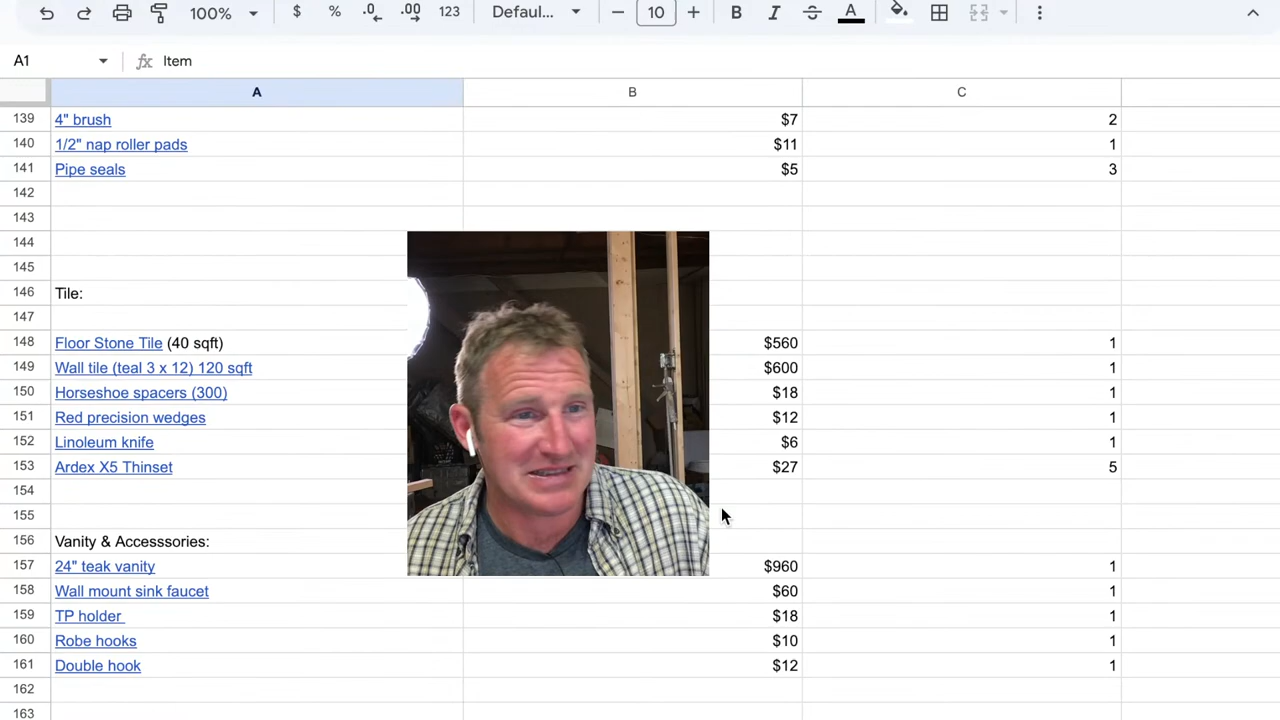 100% $ % .0 .00 123 Defaul... − 10 + B I A
A1 fx Item
A B C
139 4" brush $7 2
140 1/2" nap roller pads $11 1
141 Pipe seals $5 3
142
143
144
145
146 Tile:
147
148 Floor Stone Tile (40 sqft) $560 1
149 Wall tile (teal 3 x 12) 120 sqft $600 1
150 Horseshoe spacers (300) $18 1
151 Red precision wedges $12 1
152 Linoleum knife $6 1
153 Ardex X5 Thinset $27 5
154
155
156 Vanity & Accesssories:
157 24" teak vanity $960 1
158 Wall mount sink faucet $60 1
159 TP holder $18 1
160 Robe hooks $10 1
161 Double hook $12 1
162
163